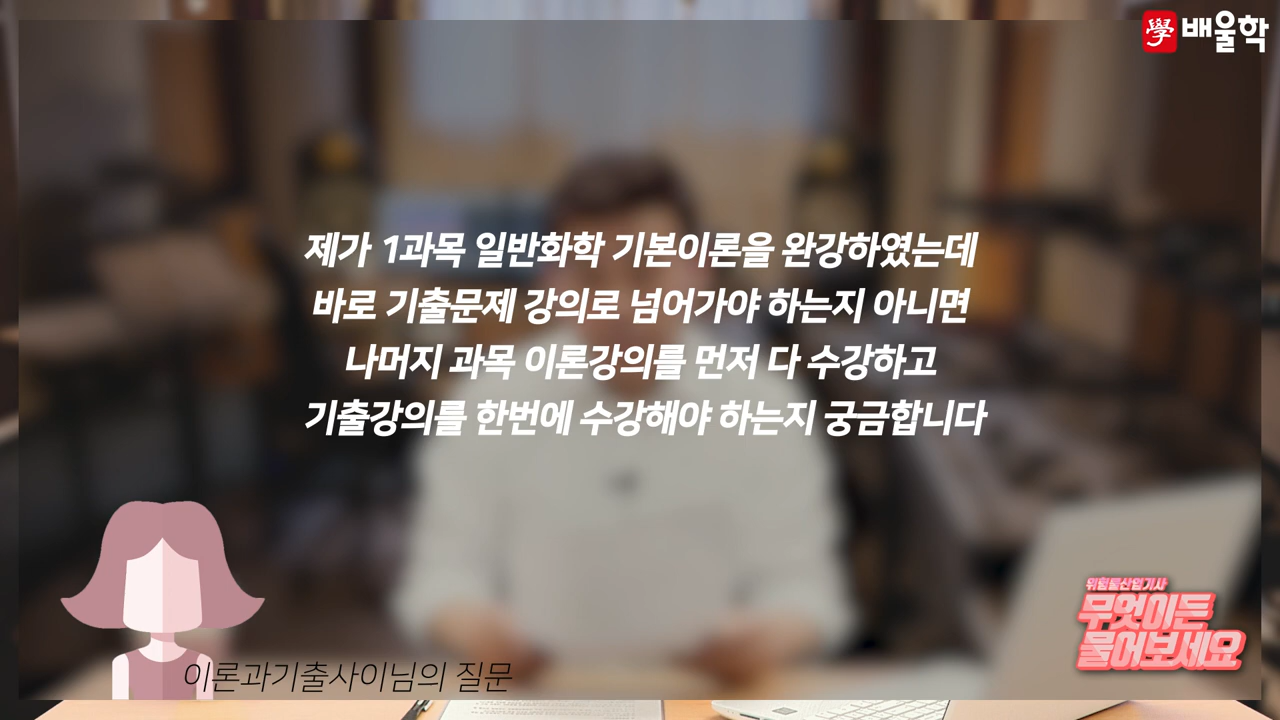 學 배울학
제가 1과목 일반화학 기본이론을 완강하였는데
바로 기출문제 강의로 넘어가야 하는지 아니면
나머지 과목 이론강의를 먼저 다 수강하고
기출강의를 한번에 수강해야 하는지 궁금합니다
이론과기출사이님의 질문
위험물산업기사
무엇이든
물어보세요